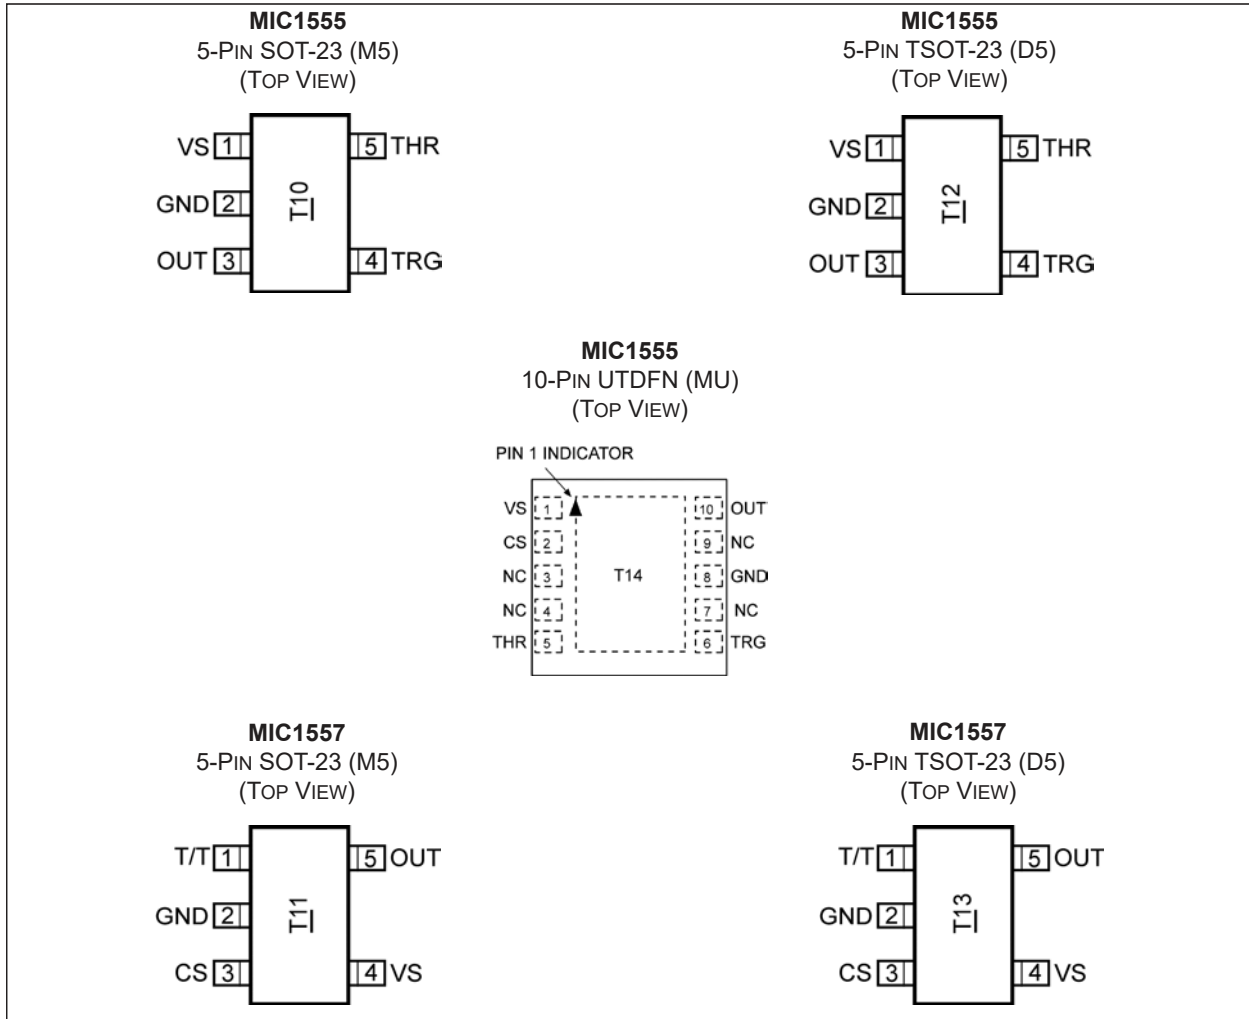 MIC1555
5-PIN SOT-23 (M5)
(TOP VIEW)
VS 1
GND 2
OUT 3
T10
5 THR
4 TRG
MIC1555
5-PIN TSOT-23 (D5)
(TOP VIEW)
VS 1
GND 2
OUT 3
T12
5 THR
4 TRG
MIC1555
10-PIN UTDFN (MU)
(TOP VIEW)
PIN 1 INDICATOR
VS 1
CS 2
NC 3
NC 4
THR 5
T14
10 OUT
9 NC
8 GND
7 NC
6 TRG
MIC1557
5-PIN SOT-23 (M5)
(TOP VIEW)
T/T 1
GND 2
CS 3
T11
5 OUT
4 VS
MIC1557
5-PIN TSOT-23 (D5)
(TOP VIEW)
T/T 1
GND 2
CS 3
T13
5 OUT
4 VS